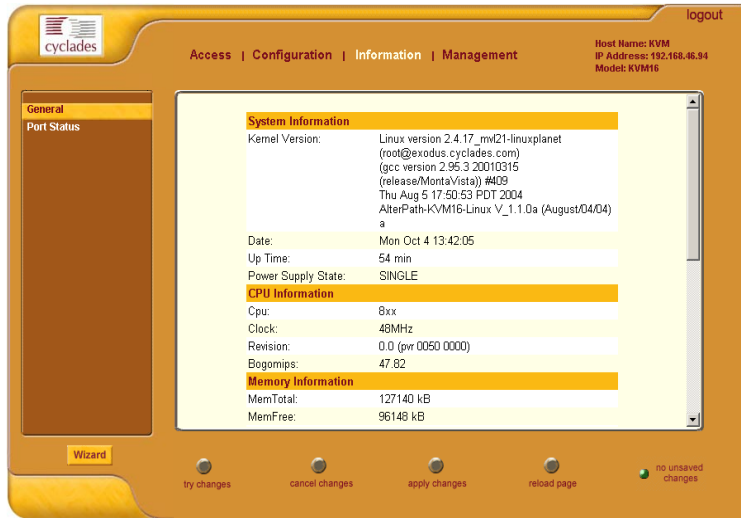 logout
cyclades
Access | Configuration | Information | Management
Host Name: KVM
IP Address: 192.168.46.94
Model: KVM16
General
Port Status
System Information
Kernel Version: Linux version 2.4.17_mvl21-linuxplanet
(root@exodus.cyclades.com)
(gcc version 2.95.3 20010315
(release/MontaVista)) #409
Thu Aug 5 17:50:53 PDT 2004
AlterPath-KVM16-Linux V_1.1.0a (August/04/04)
a
Date: Mon Oct 4 13:42:05
Up Time: 54 min
Power Supply State: SINGLE
CPU Information
Cpu: 8xx
Clock: 48MHz
Revision: 0.0 (pvr 0050 0000)
Bogomips: 47.82
Memory Information
MemTotal: 127140 kB
MemFree: 96148 kB
Wizard
try changes
cancel changes
apply changes
reload page
no unsaved
changes